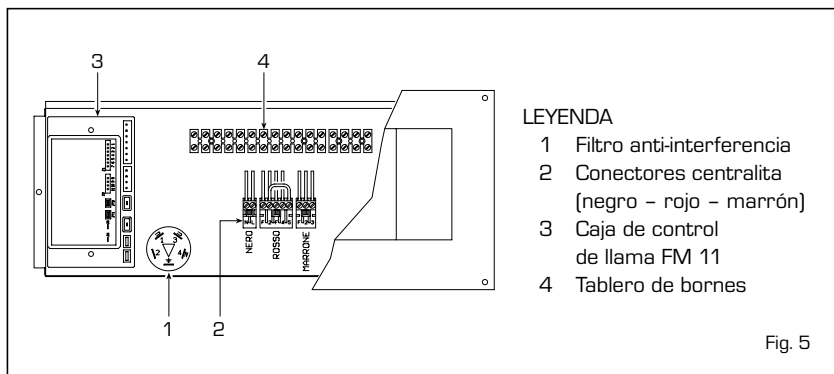 3
4
LEYENDA
1 Filtro anti-interferencia
2 Conectores centralita
(negro – rojo – marrón)
3 Caja de control
de llama FM 11
4 Tablero de bornes
NERO
ROSSO
MARRONE
1
2
Fig. 5